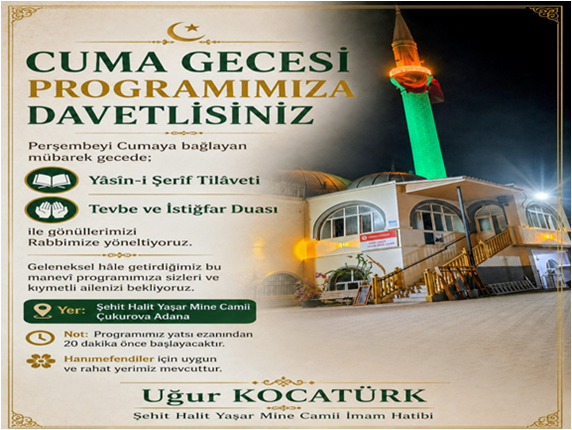 CUMA GECESİ
PROGRAMIMIZA
DAVETLİSİNİZ
Perşembeyi Cumaya bağlayan
mübarek gecede;
Yâsîn-i Şerîf Tilâveti
Tevbe ve İstiğfar Duası
ile gönüllerimizi
Rabbimize yöneltiyoruz.
Geleneksel hâle getirdiğimiz bu
manevî programımıza sizleri ve
kıymetli ailenizi bekliyoruz.
Yer: Şehit Halit Yaşar Mine Camii
Çukurova Adana
Not: Programımız yatsı ezanından
20 dakika önce başlayacaktır.
Hanımefendiler için uygun
ve rahat yerimiz mevcuttur.
Uğur KOCATÜRK
Şehit Halit Yaşar Mine Camii İmam Hatibi